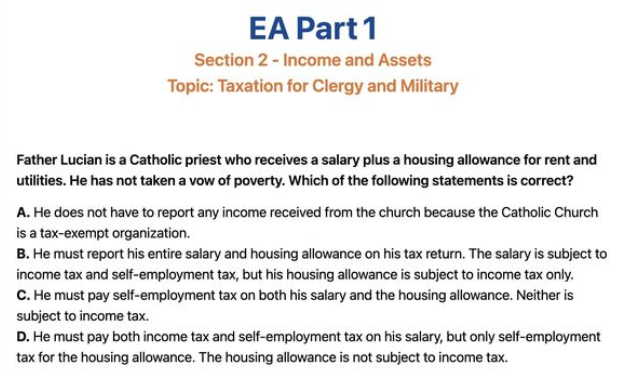 EA Part 1
Section 2 - Income and Assets
Topic: Taxation for Clergy and Military
Father Lucian is a Catholic priest who receives a salary plus a housing allowance for rent and
utilities. He has not taken a vow of poverty. Which of the following statements is correct?
A. He does not have to report any income received from the church because the Catholic Church
is a tax-exempt organization.
B. He must report his entire salary and housing allowance on his tax return. The salary is subject to
income tax and self-employment tax, but his housing allowance is subject to income tax only.
C. He must pay self-employment tax on both his salary and the housing allowance. Neither is
subject to income tax.
D. He must pay both income tax and self-employment tax on his salary, but only self-employment
tax for the housing allowance. The housing allowance is not subject to income tax.